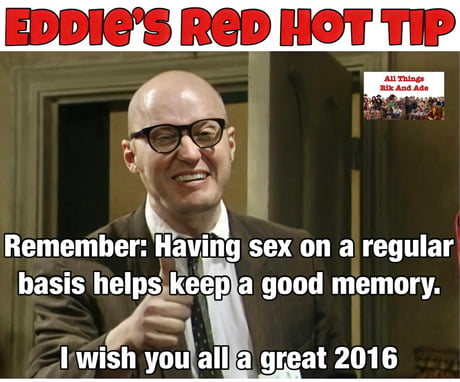 EDDIE'S RED HOT TIP
All Things
Rik And Ade
Remember: Having sex on a regular
basis helps keep a good memory.
I wish you all a great 2016